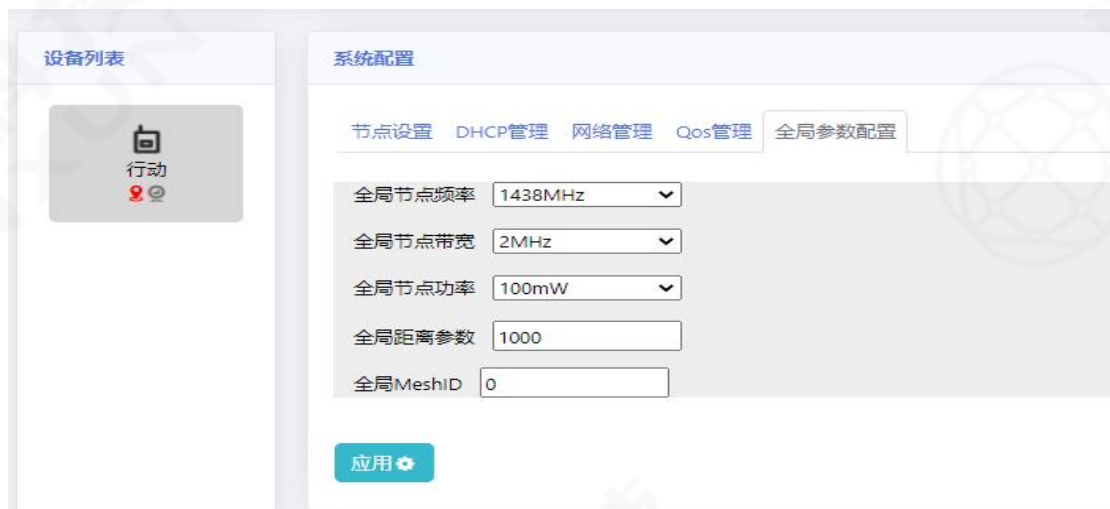 设备列表
行动
系统配置
节点设置 DHCP管理 网络管理 Qos管理 全局参数配置
全局节点频率 1438MHz
全局节点带宽 2MHz
全局节点功率 100mW
全局距离参数 1000
全局MeshID 0
应用